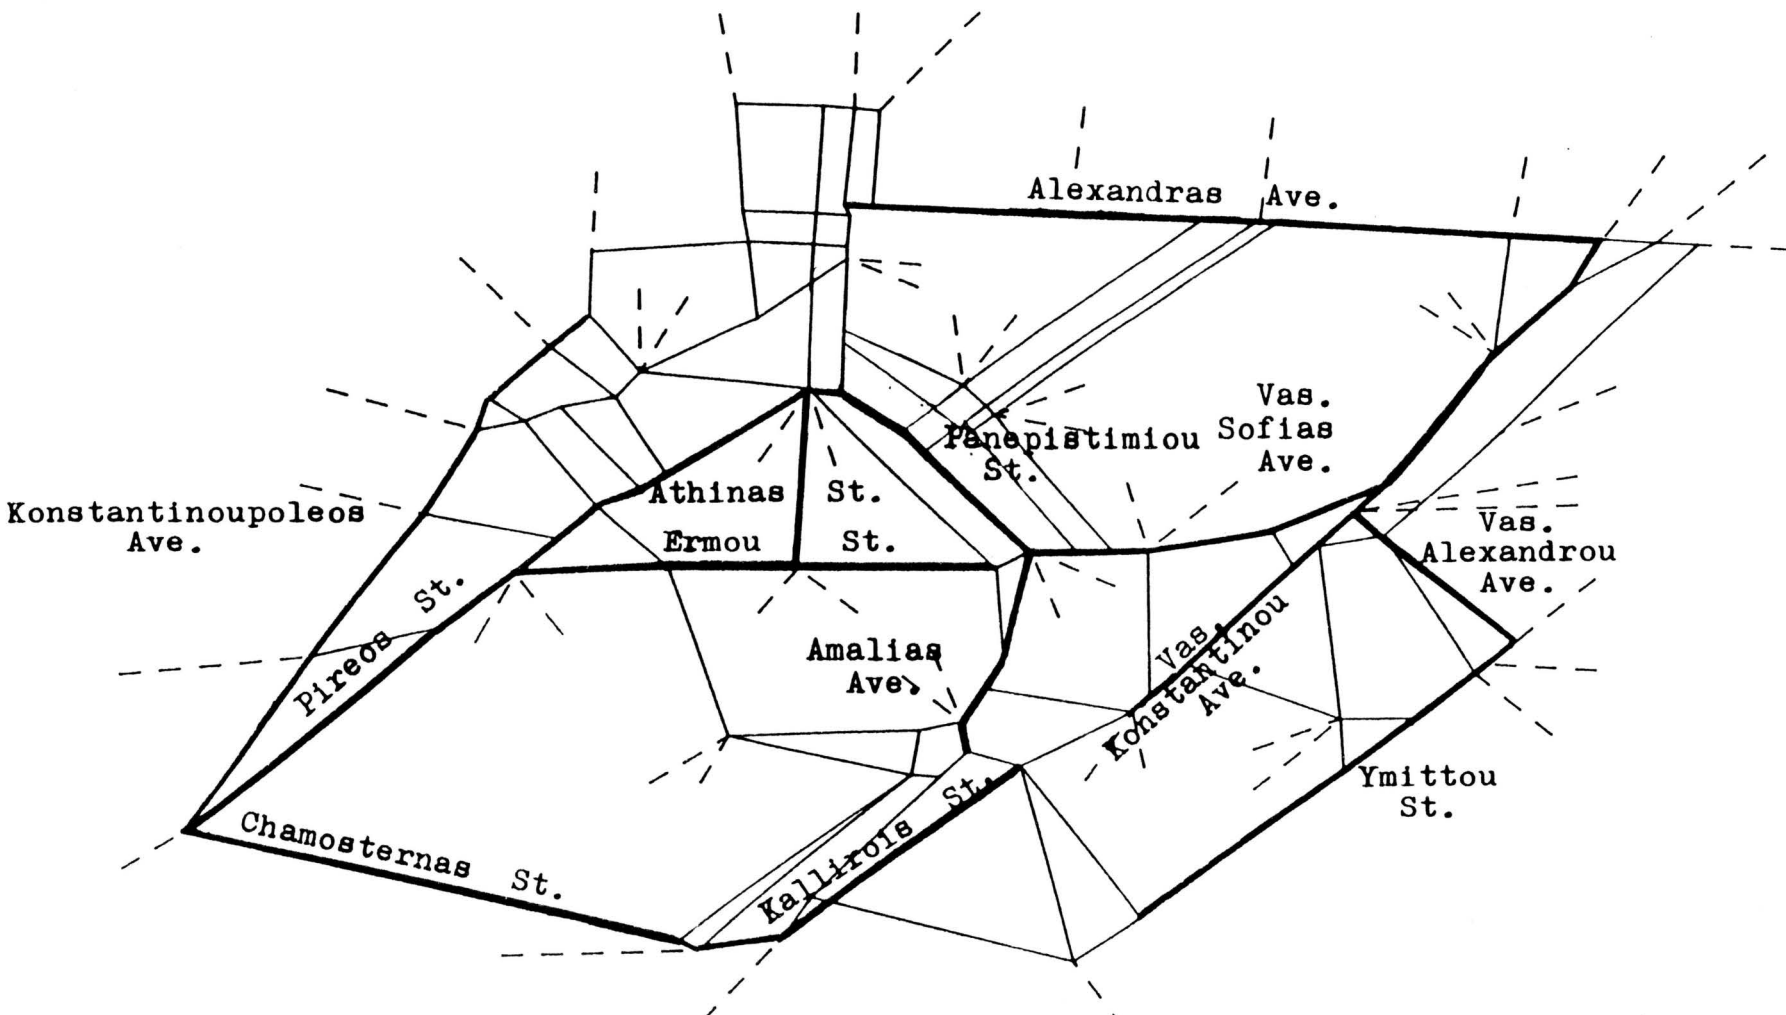 Alexandras Ave.
Vas.
Sofias
Ave.
Panepistimiou
St.
Athinas St.
Ermou St.
Konstantinoupoleos
Ave.
Vas.
Alexandrou
Ave.
Pireos St.
Amalias
Ave.
Vas.
Konstantinou
Ave.
Ymittou
St.
Chamosternas St.
Kallirois St.